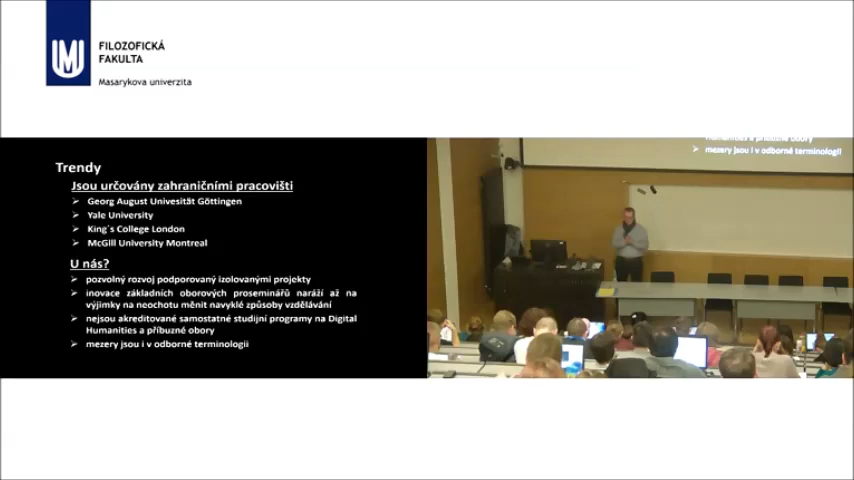 FILOZOFICKÁ
FAKULTA
Masarykova univerzita
Trendy
Jsou určovány zahraničními pracovišti
Georg August Univesität Göttingen
Yale University
King´s College London
McGill University Montreal
U nás?
pozvolný rozvoj podporovaný izolovanými projekty
inovace základních oborových proseminářů naráží až na
výjimky na neochotu měnit navyklé způsoby vzdělávání
nejsou akreditované samostatné studijní programy na Digital
Humanities a příbuzné obory
mezery jsou i v odborné terminologii
Humanities a příbuzné obory
mezery jsou i v odborné terminologii